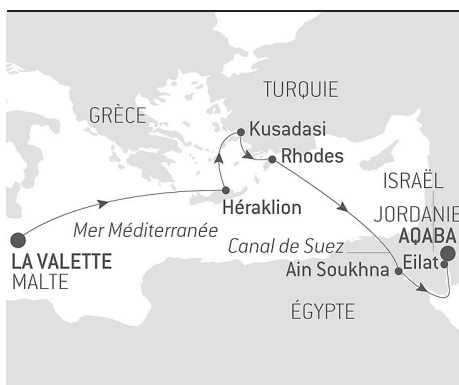 TURQUIE
GRÈCE
Kusadasi
Rhodes
ISRAËL
Héraklion
JORDANIE
Mer Méditerranée
AQABA
Canal de Suez
LA VALETTE
Ain Soukhna
Eilat
MALTE
ÉGYPTE